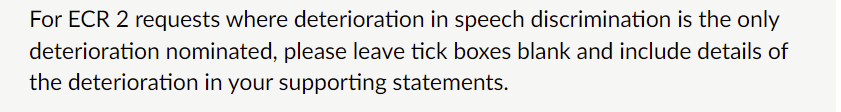 For ECR 2 requests where deterioration in speech discrimination is the only
deterioration nominated, please leave tick boxes blank and include details of
the deterioration in your supporting statements.